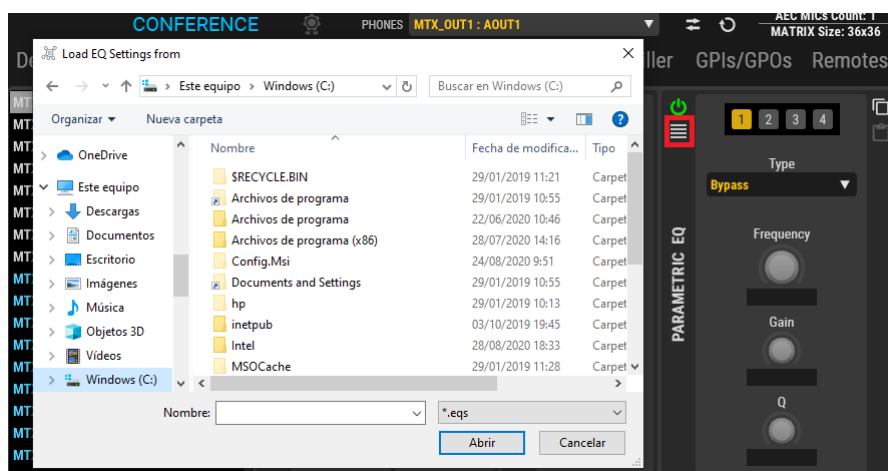 CONFERENCE
PHONES MTX_OUT1 : AOUT1
AEC MICs Count: 1
MATRIX Size: 36x36
GPIs/GPOs Remotes
Load EQ Settings from
Este equipo > Windows (C:)
Buscar en Windows (C:)
Organizar
Nueva carpeta
OneDrive
Este equipo
Descargas
Documentos
Escritorio
Imágenes
Música
Objetos 3D
Vídeos
Windows (C:)
Nombre Fecha de modifica... Tipo
$RECYCLE.BIN 29/01/2019 11:21 Carpet
Archivos de programa 29/01/2019 10:55 Carpet
Archivos de programa 22/06/2020 10:46 Carpet
Archivos de programa (x86) 28/07/2020 14:16 Carpet
Config.Msi 24/08/2020 9:51 Carpet
Documents and Settings 29/01/2019 10:55 Carpet
hp 29/01/2019 10:13 Carpet
inetpub 03/10/2019 19:45 Carpet
Intel 28/08/2020 18:33 Carpet
MSOCache 29/01/2019 11:28 Carpet
Nombre:
*.eqs
Abrir Cancelar
PARAMETRIC EQ
1 2 3 4
Type
Bypass
Frequency
Gain
Q